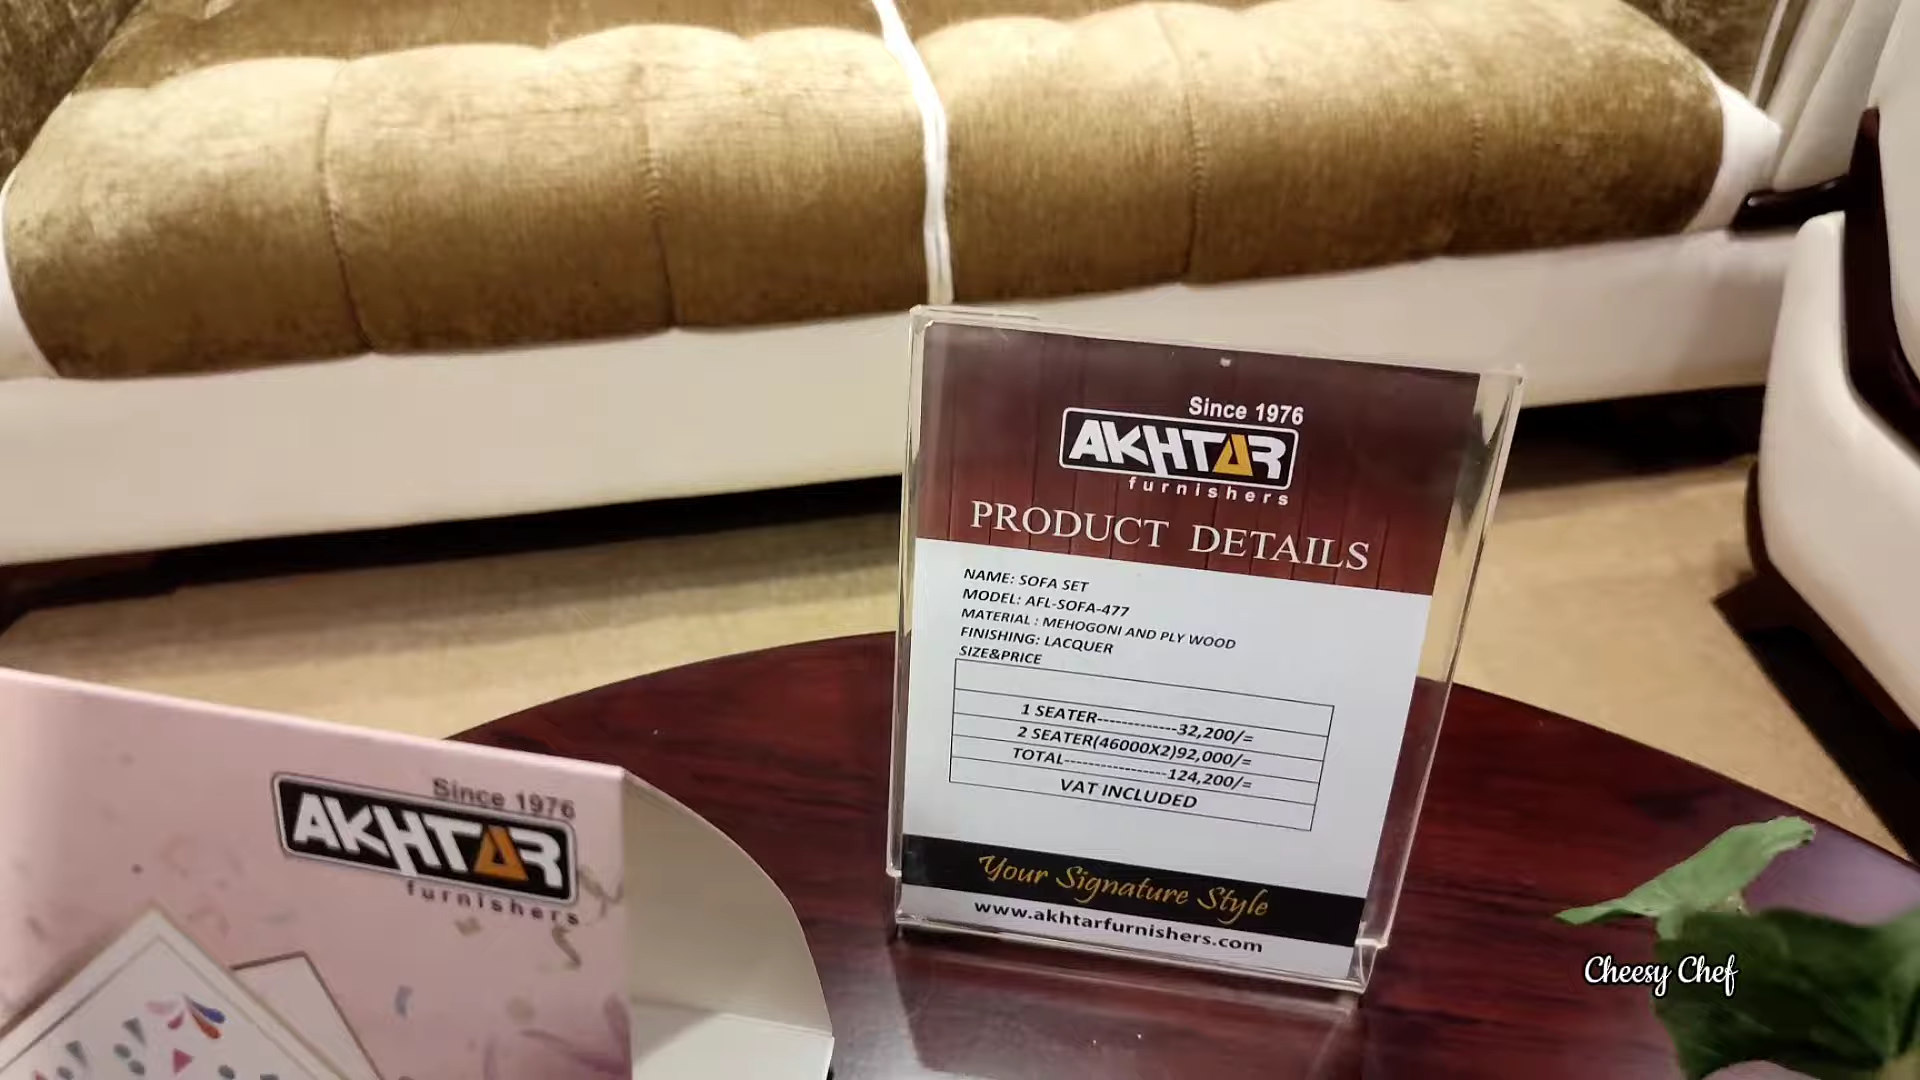 Since 1976
AKHTAR
furnishers
PRODUCT DETAILS
NAME: SOFA SET
MODEL: AFL-SOFA-477
MATERIAL : MEHOGONI AND PLY WOOD
FINISHING: LACQUER
SIZE&PRICE
1 SEATER-------------32,200/=
2 SEATER(46000X2)92,000/=
TOTAL-----------------124,200/=
VAT INCLUDED
Your Signature Style
www.akhtarfurnishers.com
Since 1976
AKHTAR
furnishers
Cheesy Chef